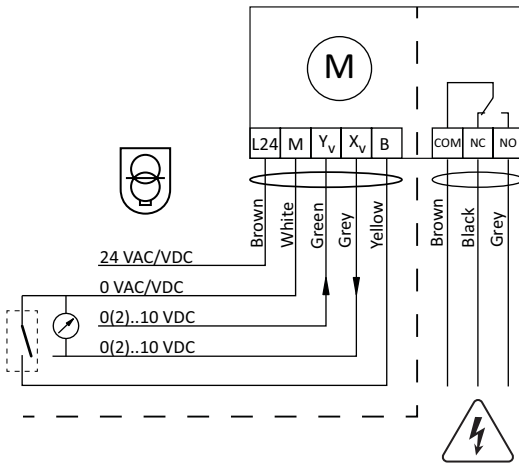 M
L24 M Yv Xv B COM NC NO
Brown White Green Grey Yellow Brown Black Grey
24 VAC/VDC
0 VAC/VDC
0(2)..10 VDC
0(2)..10 VDC